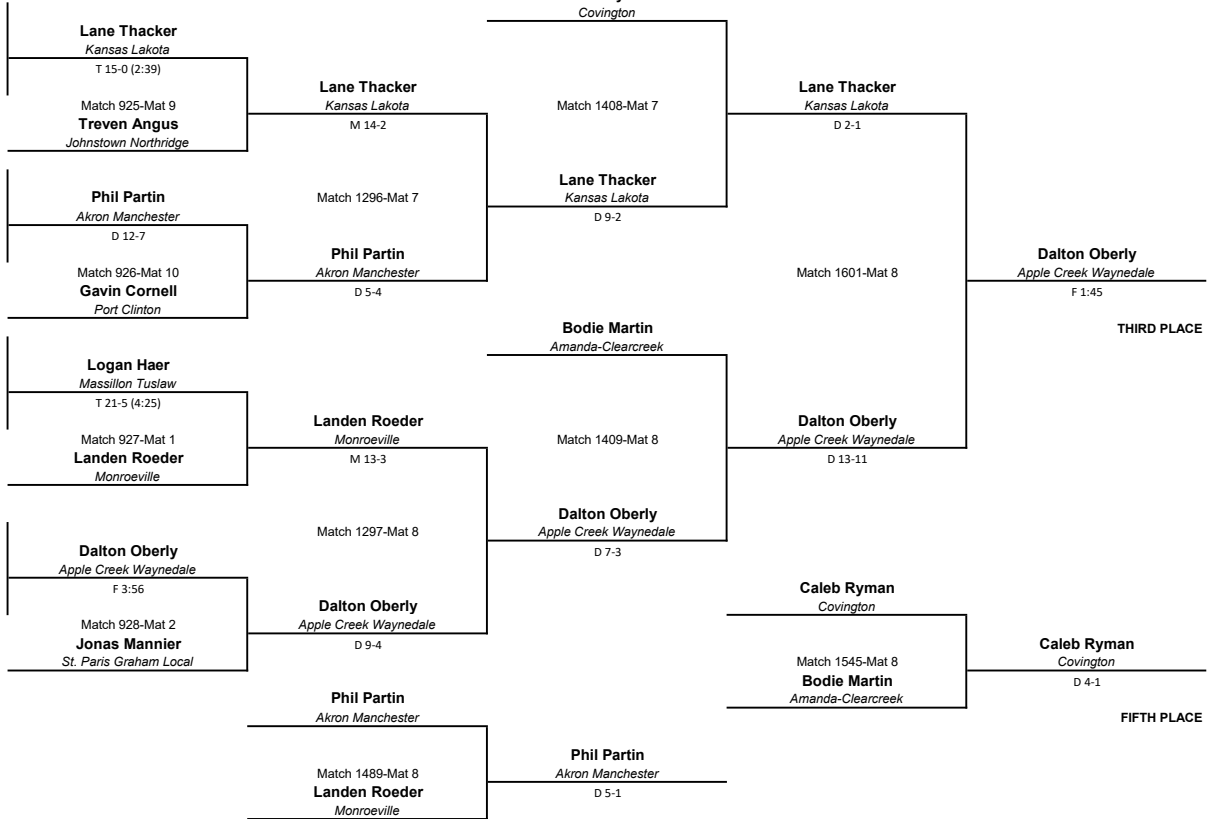 Covington
Lane Thacker
Kansas Lakota
T 15-0 (2:39)
Match 925-Mat 9
Treven Angus
Johnstown Northridge
Lane Thacker
Kansas Lakota
M 14-2
Match 1408-Mat 7
Lane Thacker
Kansas Lakota
D 2-1
Phil Partin
Akron Manchester
D 12-7
Match 926-Mat 10
Gavin Cornell
Port Clinton
Match 1296-Mat 7
Lane Thacker
Kansas Lakota
D 9-2
Phil Partin
Akron Manchester
D 5-4
Match 1601-Mat 8
Dalton Oberly
Apple Creek Waynedale
F 1:45
THIRD PLACE
Bodie Martin
Amanda-Clearcreek
Logan Haer
Massillon Tuslaw
T 21-5 (4:25)
Match 927-Mat 1
Landen Roeder
Monroeville
Landen Roeder
Monroeville
M 13-3
Match 1409-Mat 8
Dalton Oberly
Apple Creek Waynedale
D 13-11
Match 1297-Mat 8
Dalton Oberly
Apple Creek Waynedale
D 7-3
Dalton Oberly
Apple Creek Waynedale
F 3:56
Match 928-Mat 2
Jonas Mannier
St. Paris Graham Local
Dalton Oberly
Apple Creek Waynedale
D 9-4
Caleb Ryman
Covington
Match 1545-Mat 8
Bodie Martin
Amanda-Clearcreek
Caleb Ryman
Covington
D 4-1
FIFTH PLACE
Phil Partin
Akron Manchester
Match 1489-Mat 8
Landen Roeder
Monroeville
Phil Partin
Akron Manchester
D 5-1